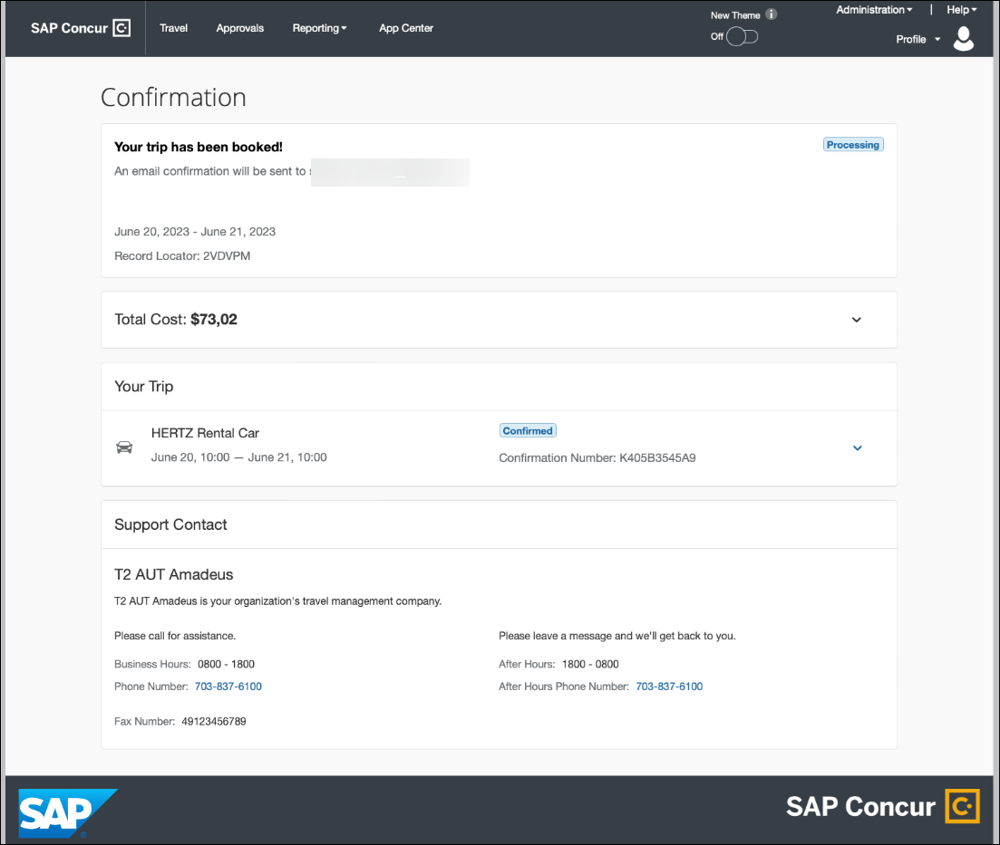 SAP Concur
Travel
Approvals
Reporting
App Center
New Theme
Off
Administration
|
Help
Profile
Confirmation
Your trip has been booked!
Processing
An email confirmation will be sent to
June 20, 2023 - June 21, 2023
Record Locator: 2VDVPM
Total Cost: $73,02
Your Trip
HERTZ Rental Car
June 20, 10:00 — June 21, 10:00
Confirmed
Confirmation Number: K405B3545A9
Support Contact
T2 AUT Amadeus
T2 AUT Amadeus is your organization's travel management company.
Please call for assistance.
Business Hours: 0800 - 1800
Phone Number: 703-837-6100
Fax Number: 49123456789
Please leave a message and we'll get back to you.
After Hours: 1800 - 0800
After Hours Phone Number: 703-837-6100
SAP
SAP Concur